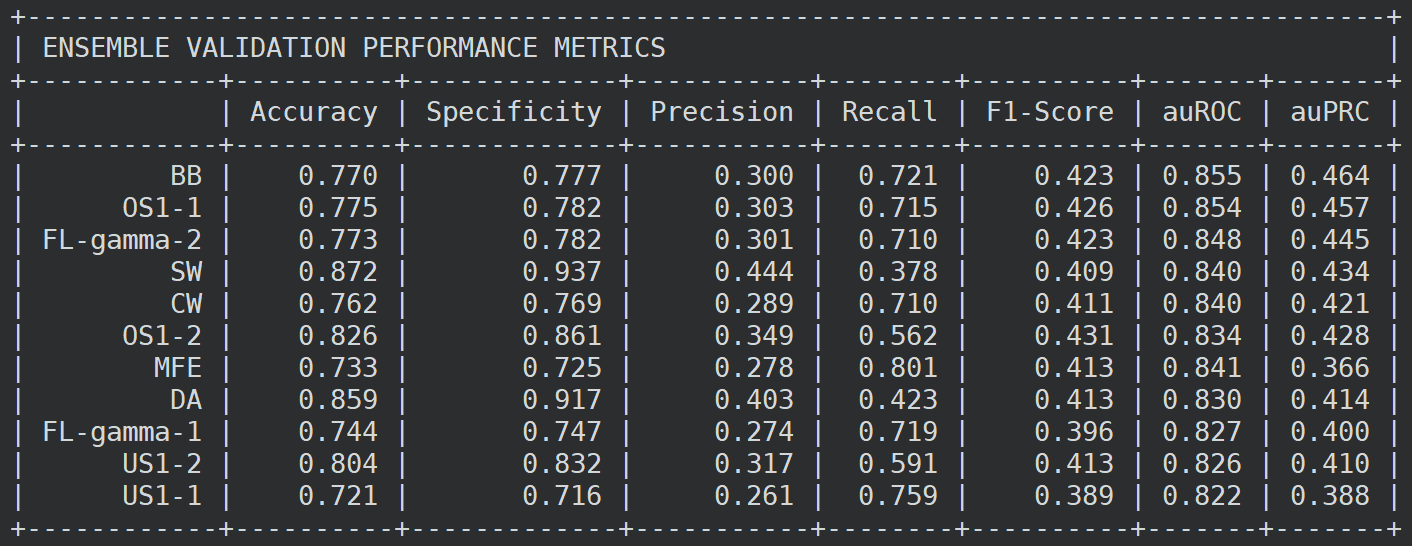 +-------------------------------------------------------------------------------------+
| ENSEMBLE VALIDATION PERFORMANCE METRICS                                             |
+------------+----------+-------------+-----------+--------+----------+-------+-------+
|            | Accuracy | Specificity | Precision | Recall | F1-Score | auROC | auPRC |
+------------+----------+-------------+-----------+--------+----------+-------+-------+
|         BB |    0.770 |       0.777 |     0.300 |  0.721 |    0.423 | 0.855 | 0.464 |
|      OS1-1 |    0.775 |       0.782 |     0.303 |  0.715 |    0.426 | 0.854 | 0.457 |
| FL-gamma-2 |    0.773 |       0.782 |     0.301 |  0.710 |    0.423 | 0.848 | 0.445 |
|         SW |    0.872 |       0.937 |     0.444 |  0.378 |    0.409 | 0.840 | 0.434 |
|         CW |    0.762 |       0.769 |     0.289 |  0.710 |    0.411 | 0.840 | 0.421 |
|      OS1-2 |    0.826 |       0.861 |     0.349 |  0.562 |    0.431 | 0.834 | 0.428 |
|        MFE |    0.733 |       0.725 |     0.278 |  0.801 |    0.413 | 0.841 | 0.366 |
|         DA |    0.859 |       0.917 |     0.403 |  0.423 |    0.413 | 0.830 | 0.414 |
| FL-gamma-1 |    0.744 |       0.747 |     0.274 |  0.719 |    0.396 | 0.827 | 0.400 |
|      US1-2 |    0.804 |       0.832 |     0.317 |  0.591 |    0.413 | 0.826 | 0.410 |
|      US1-1 |    0.721 |       0.716 |     0.261 |  0.759 |    0.389 | 0.822 | 0.388 |
+------------+----------+-------------+-----------+--------+----------+-------+-------+